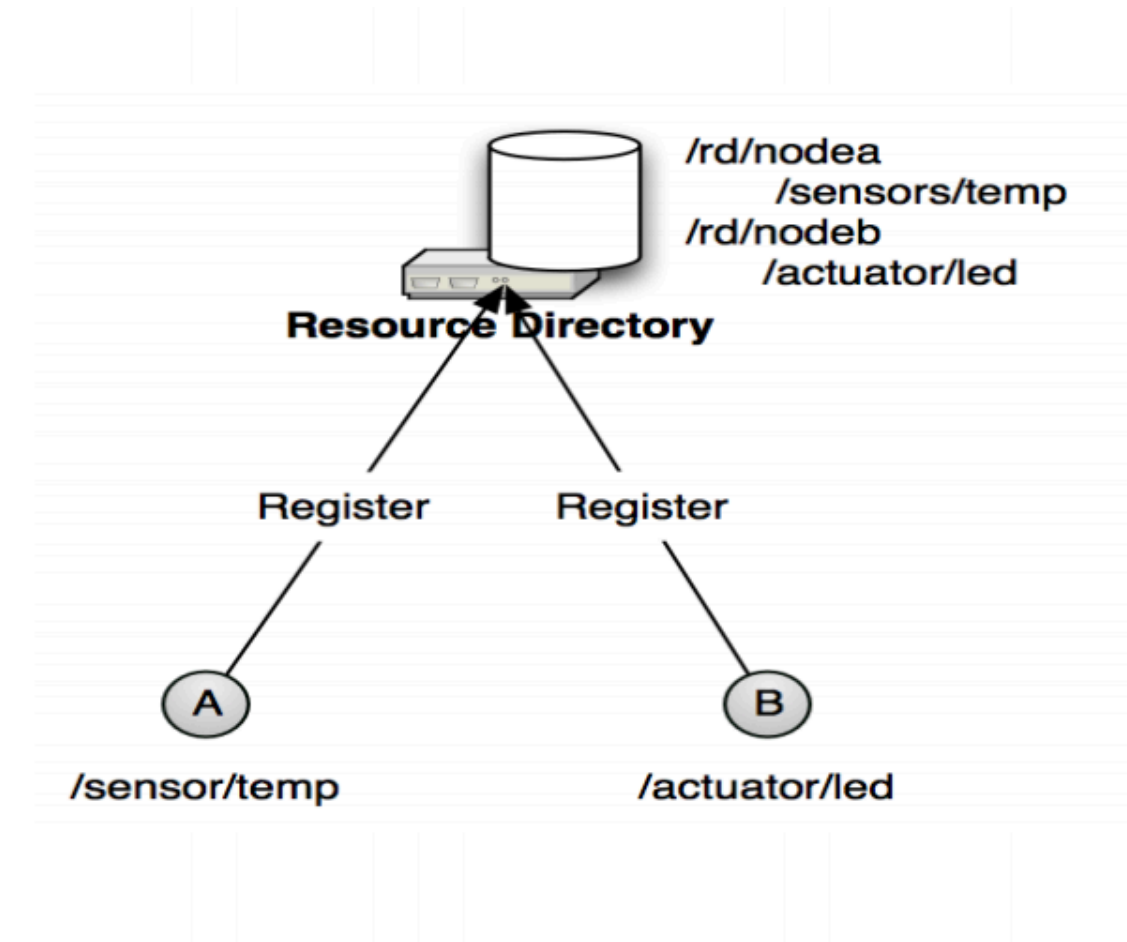 /rd/nodea
/sensors/temp
/rd/nodeb
/actuator/led
Resource Directory
Register
Register
A
B
/sensor/temp
/actuator/led